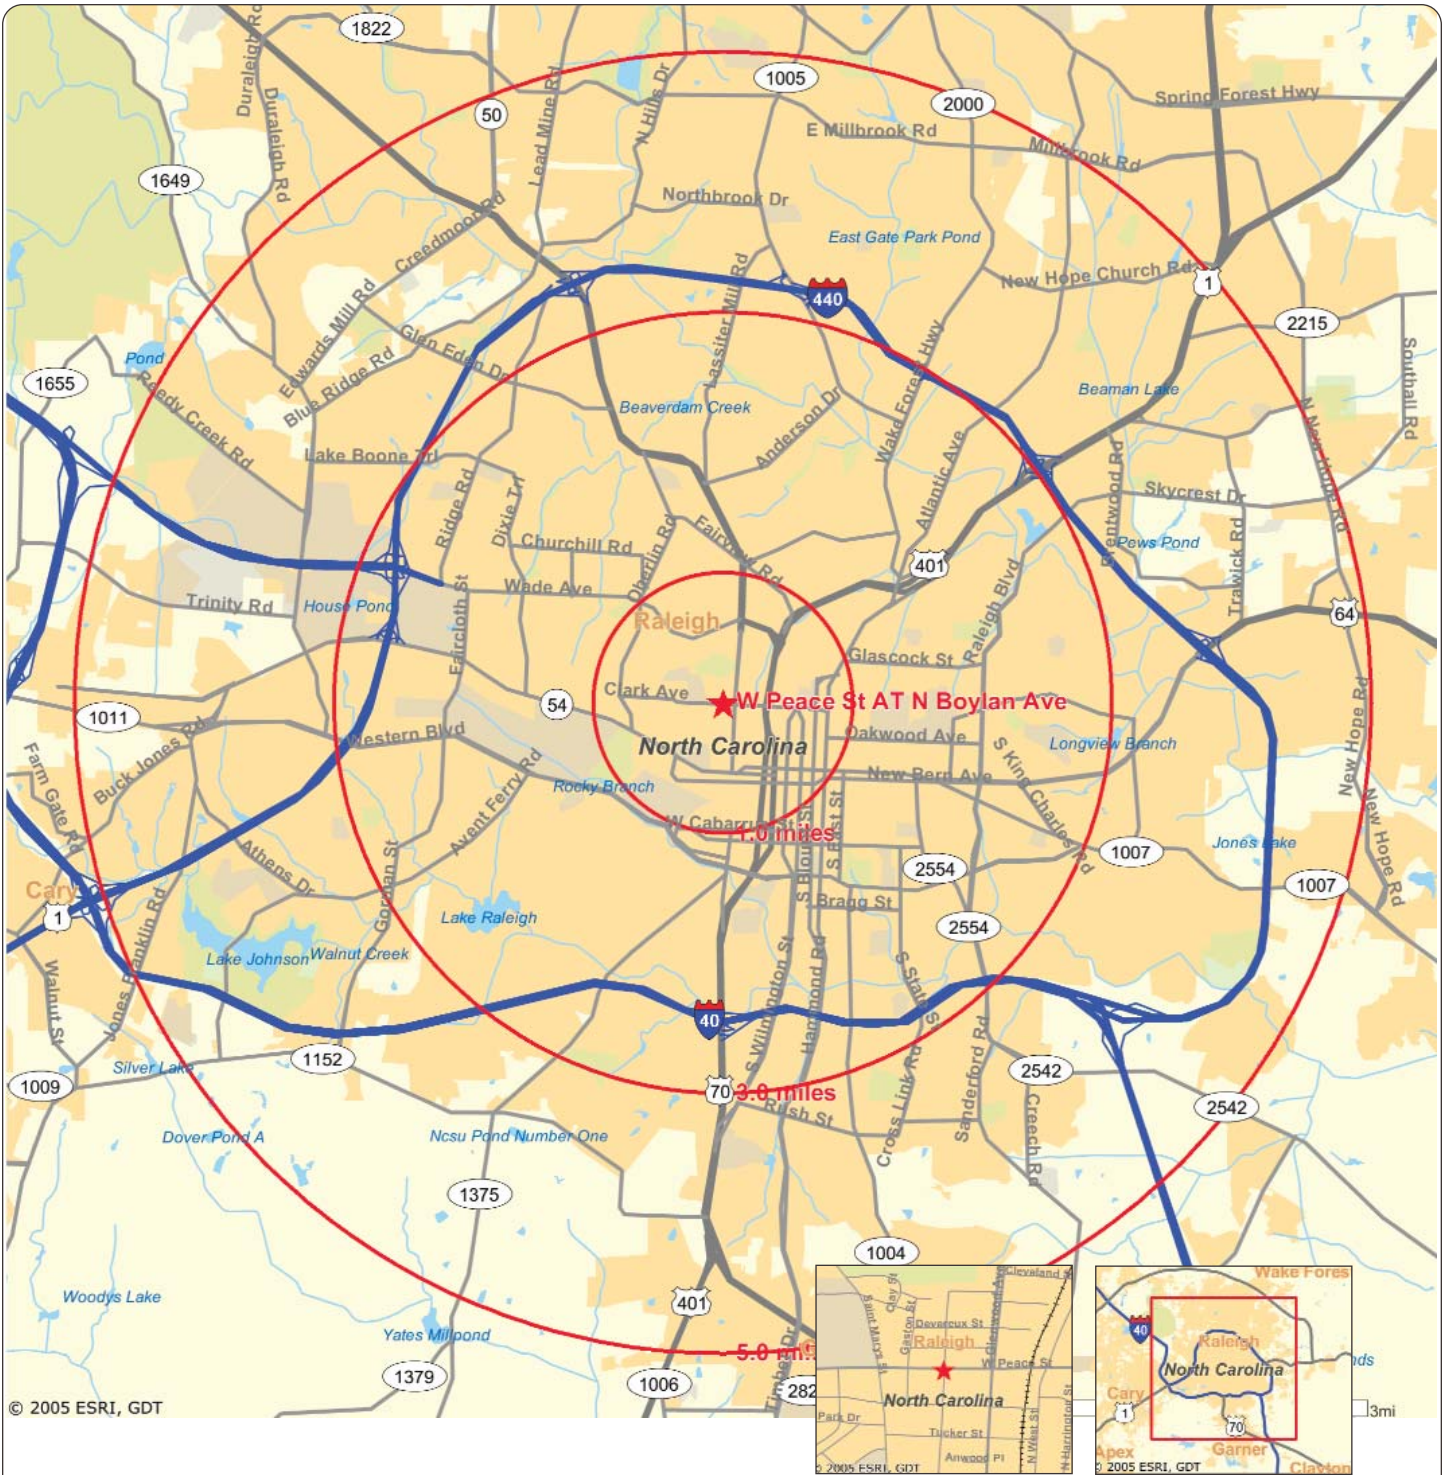 1822
Duraleigh Rd
Duraleigh Rd
50
Lead Mine Rd
N Hills Dr
1005
2000
Spring Forest Hwy
E Millbrook Rd
Millbrook Rd
1649
Northbrook Dr
Creedmoor Rd
East Gate Park Pond
New Hope Church Rd
1
440
2215
Edwards Mill Rd
Lassiter Mill Rd
Glen Eden Dr
Blue Ridge Rd
Wake Forest Hwy
Southall Rd
Pond
1655
Reedy Creek Rd
Beaverdam Creek
Beaman Lake
Anderson Dr
N New Hope Rd
Lake Boone Trl
Atlantic Ave
Brentwood Rd
Ridge Rd
Dixie Trl
Skycrest Dr
Fairview Rd
Oberlin Rd
Churchill Rd
Pews Pond
Trawick Rd
401
Raleigh Blvd
Wade Ave
Trinity Rd
House Pond
Faircloth St
Raleigh
64
Glascock St
Clark Ave
54
W Peace St AT N Boylan Ave
1011
Western Blvd
North Carolina
Oakwood Ave
Longview Branch
New Hope Rd
Buck Jones Rd
Farm Gate Rd
Avent Ferry Rd
Rocky Branch
New Bern Ave
S King Charles Rd
New Hope Rd
W Cabarrus St
1.0 miles
S East St
S Blount St
1007
Jones Lake
1007
2554
Athens Dr
Gorman St
Cary
1
Bragg St
2554
Lake Raleigh
Jones Franklin Rd
Lake Johnson
Walnut Creek
Walnut St
S Wilmington St
Hammond Rd
S State St
40
1152
Silver Lake
1009
Cross Link Rd
Sanderford Rd
2542
Creech Rd
2542
70
3.0 miles
Rush St
Dover Pond A
Ncsu Pond Number One
1375
1004
Woodys Lake
401
Yates Millpond
5.0 mi
Timber Dr
1379
1006
282
© 2005 ESRI, GDT
Cleveland S
Clay St
Saint Marys St
Gaston St
Glenwood Ave
Devereux St
Raleigh
W Peace St
North Carolina
Park Dr
Tucker St
N West St
N Harrington St
Anwood Pl
© 2005 ESRI, GDT
Wake Fores
40
Raleigh
North Carolina
nds
Cary
1
70
Apex
Garner
Clayton
© 2005 ESRI, GDT
3mi